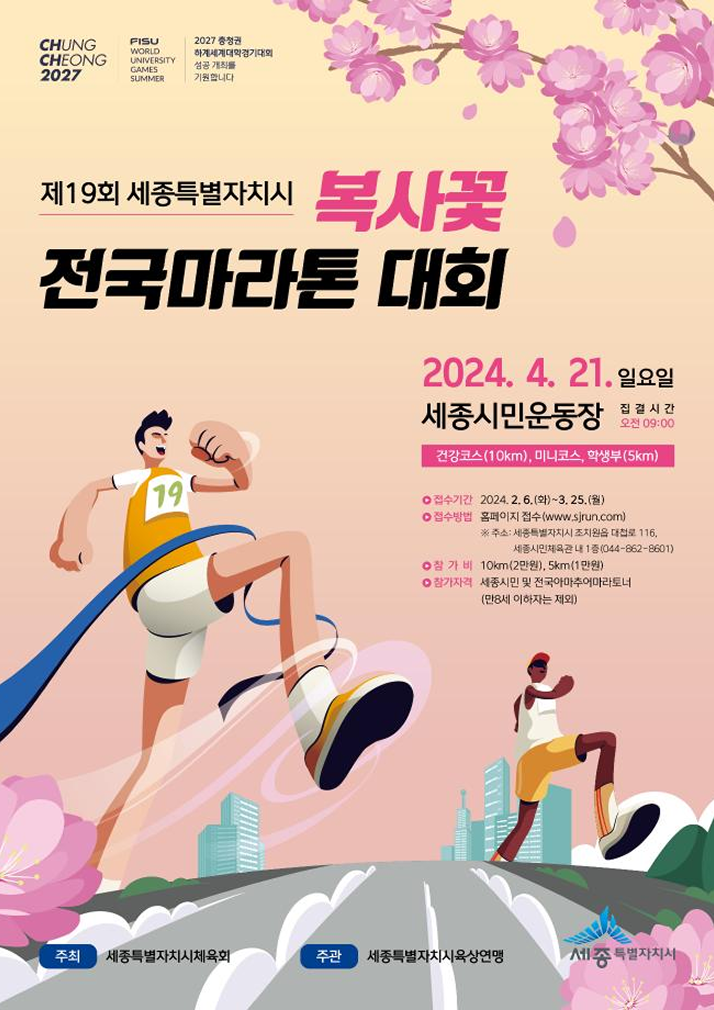 CHUNG
CHEONG
2027
FISU
WORLD
UNIVERSITY
GAMES
SUMMER
2027 충청권
하계세계대학경기대회
성공 개최를
기원합니다
제19회 세종특별자치시 복사꽃
전국마라톤 대회
2024. 4. 21. 일요일
세종시민운동장 집결시간
오전 09:00
건강코스(10km), 미니코스, 학생부(5km)
접수기간 2024. 2. 6.(화)~3. 25.(월)
접수방법 홈페이지 접수(www.sjrun.com)
※ 주소: 세종특별자치시 조치원읍 대첩로 116,
세종시민체육관 내 1층(044-862-8601)
참 가 비 10km(2만원), 5km(1만원)
참가자격 세종시민 및 전국아마추어마라토너
(만8세 이하자는 제외)
19
주최 세종특별자치시체육회
주관 세종특별자치시육상연맹
세종특별자치시